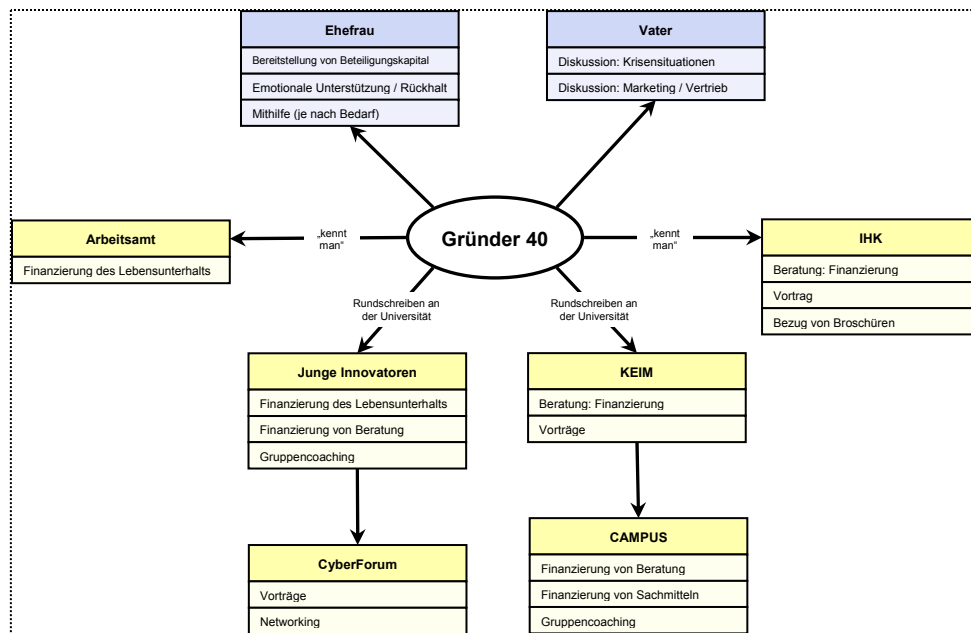 Ehefrau
Bereitstellung von Beteiligungskapital
Emotionale Unterstützung / Rückhalt
Mithilfe (je nach Bedarf)
Vater
Diskussion: Krisensituationen
Diskussion: Marketing / Vertrieb
Arbeitsamt
Finanzierung des Lebensunterhalts
„kennt
man“
Gründer 40
„kennt
man“
IHK
Beratung: Finanzierung
Vortrag
Bezug von Broschüren
Rundschreiben an
der Universität
Rundschreiben an
der Universität
Junge Innovatoren
Finanzierung des Lebensunterhalts
Finanzierung von Beratung
Gruppencoaching
KEIM
Beratung: Finanzierung
Vorträge
CyberForum
Vorträge
Networking
CAMPUS
Finanzierung von Beratung
Finanzierung von Sachmitteln
Gruppencoaching